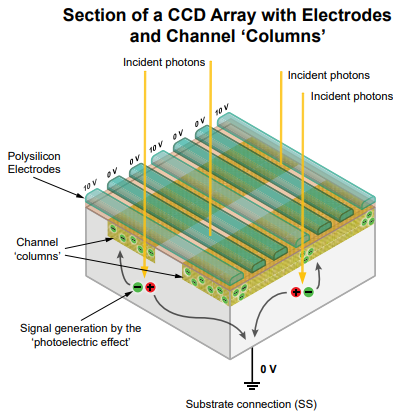 Section of a CCD Array with Electrodes
and Channel ‘Columns’
Incident photons
Incident photons
Incident photons
10 V
0 V
0 V
10 V
0 V
0 V
10 V
Polysilicon
Electrodes
Channel
‘columns’
Signal generation by the
‘photoelectric effect’
0 V
Substrate connection (SS)